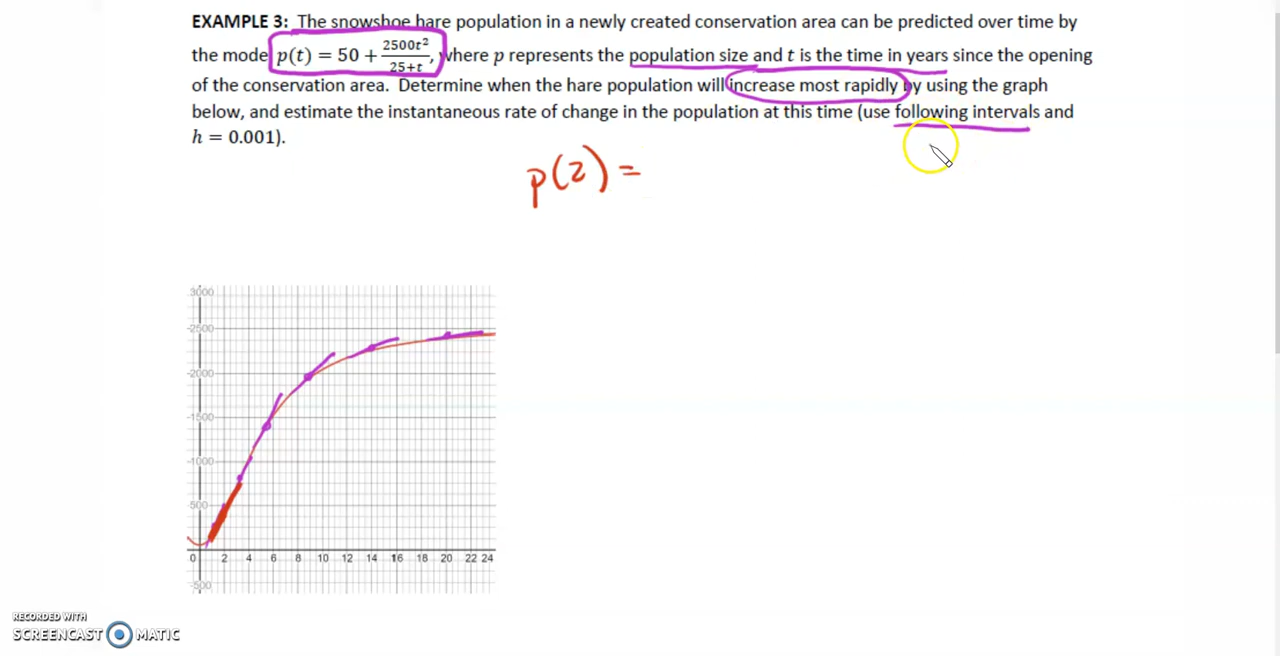 EXAMPLE 3: The snowshoe hare population in a newly created conservation area can be predicted over time by
the mode p(t) = 50 + 2500t²/25+t, where p represents the population size and t is the time in years since the opening
of the conservation area. Determine when the hare population will increase most rapidly by using the graph
below, and estimate the instantaneous rate of change in the population at this time (use following intervals and
h = 0.001).
p(2) =
3000
2500
2000
1500
1000
500
0 2 4 6 8 10 12 14 16 18 20 22 24
-500
RECORDED WITH
SCREENCAST MATIC